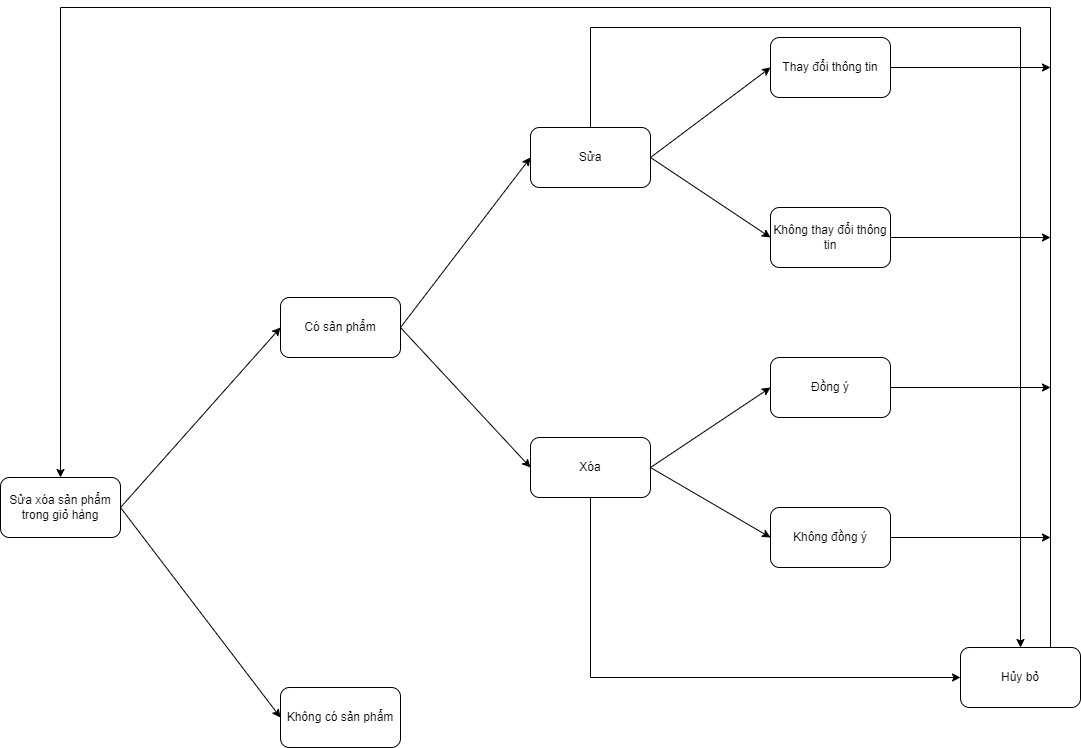 Thay đổi thông tin
Sửa
Không thay đổi thông
tin
Có sản phẩm
Đồng ý
Xóa
Sửa xóa sản phẩm
trong giỏ hàng
Không đồng ý
Hủy bỏ
Không có sản phẩm